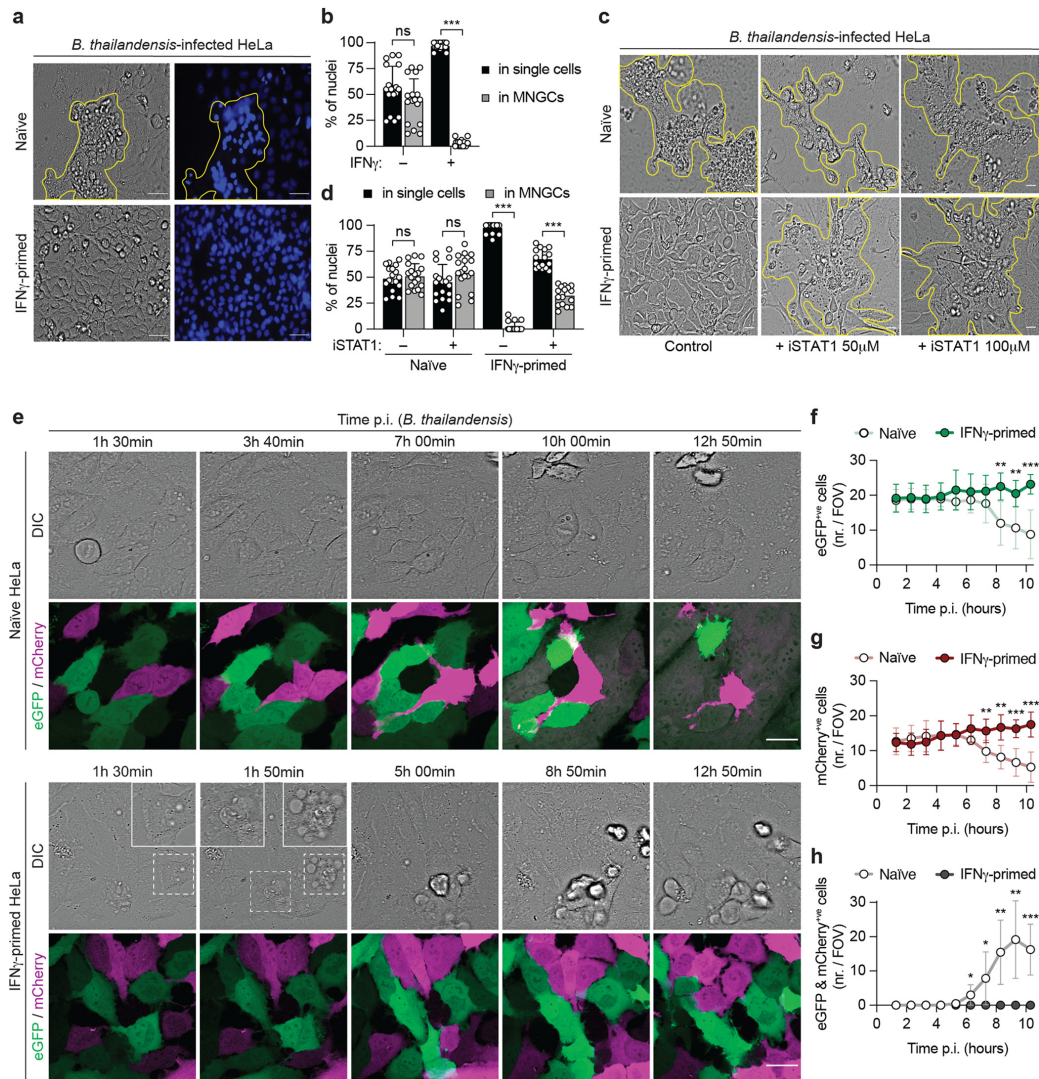 a
B. thailandensis-infected HeLa
Naïve
IFNγ-primed
b
ns
***
100
75
50
25
0
% of nuclei
in single cells
in MNGCs
IFNγ:
–
+
c
B. thailandensis-infected HeLa
Naïve
IFNγ-primed
Control
+ iSTAT1 50μM
+ iSTAT1 100μM
d
in single cells
in MNGCs
ns
ns
***
***
100
75
50
25
0
% of nuclei
iSTAT1:
–
+
–
+
Naïve
IFNγ-primed
e
Time p.i. (B. thailandensis)
1h 30min
3h 40min
7h 00min
10h 00min
12h 50min
Naïve HeLa
DIC
eGFP / mCherry
1h 30min
1h 50min
5h 00min
8h 50min
12h 50min
IFNγ-primed HeLa
DIC
eGFP / mCherry
f
Naïve
IFNγ-primed
30
20
10
0
** ** ***
eGFP+ve cells
(nr. / FOV)
0 2 4 6 8 10
Time p.i. (hours)
g
Naïve
IFNγ-primed
30
20
10
0
** ** *** ***
mCherry+ve cells
(nr. / FOV)
0 2 4 6 8 10
Time p.i. (hours)
h
Naïve
IFNγ-primed
30
20
10
0
* * ** ** ***
eGFP & mCherry+ve cells
(nr. / FOV)
0 2 4 6 8 10
Time p.i. (hours)